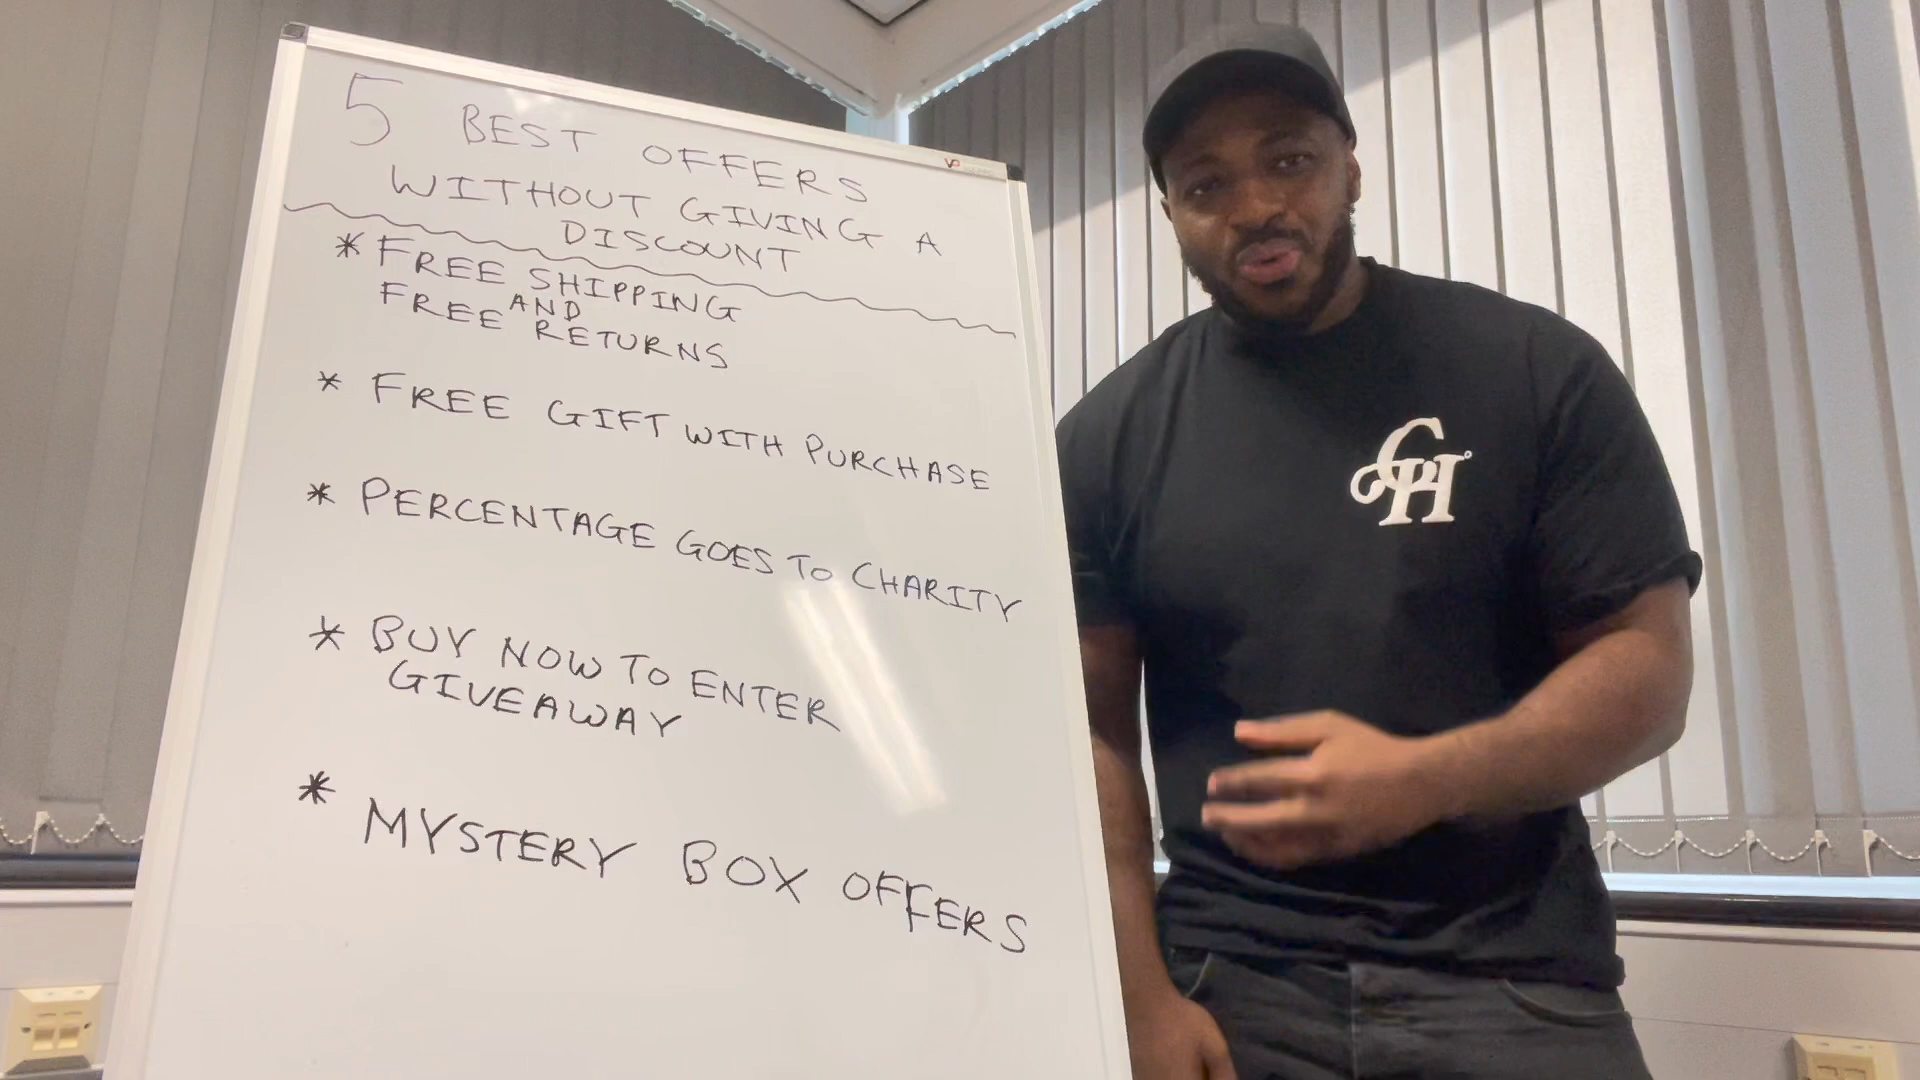 5 BEST OFFERS
WITHOUT GIVING A
DISCOUNT
* FREE SHIPPING
AND
FREE RETURNS
* FREE GIFT WITH PURCHASE
* PERCENTAGE GOES TO CHARITY
* BUY NOW TO ENTER
GIVEAWAY
* MYSTERY BOX OFFERS
GH